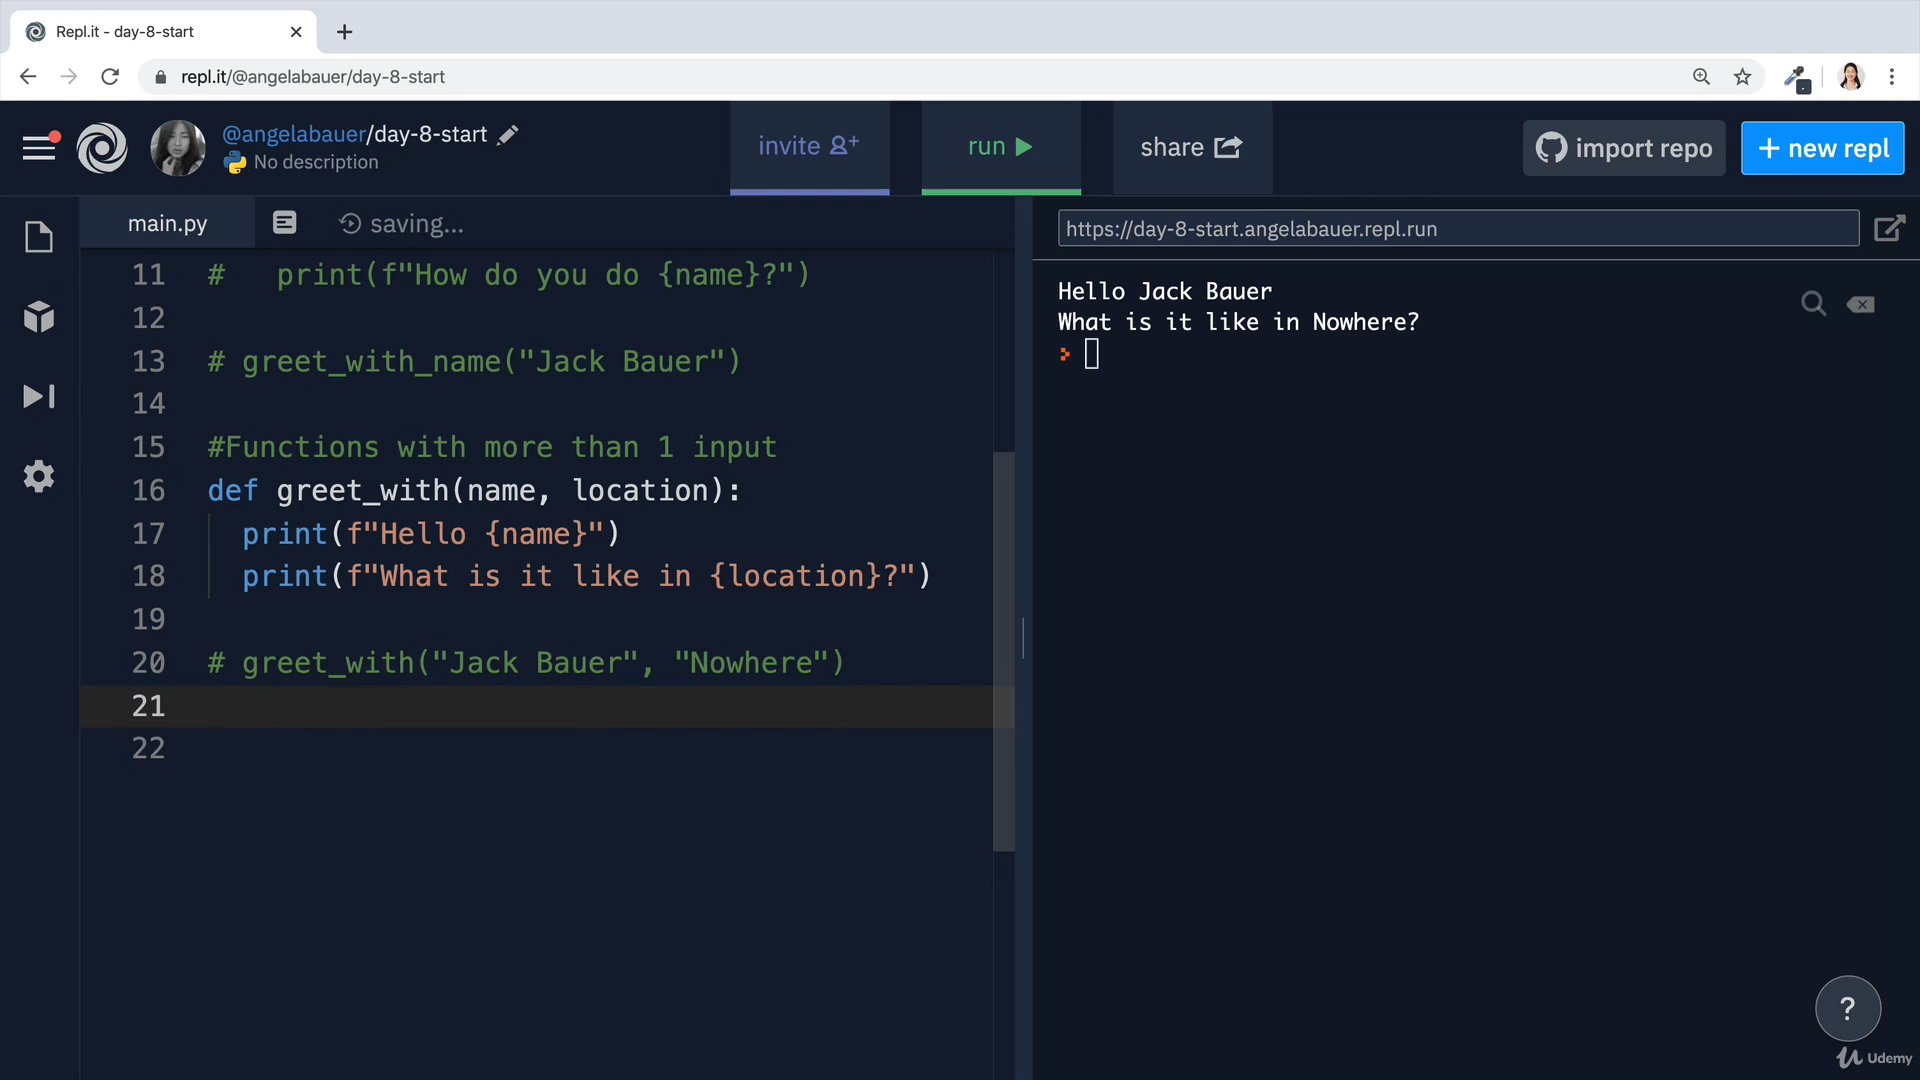 Repl.it - day-8-start
repl.it/@angelabauer/day-8-start
@angelabauer/day-8-start
No description
invite
run
share
import repo
+ new repl
main.py
saving...
https://day-8-start.angelabauer.repl.run
11 #   print(f"How do you do {name}?")
12
13 # greet_with_name("Jack Bauer")
14
15 #Functions with more than 1 input
16 def greet_with(name, location):
17   print(f"Hello {name}")
18   print(f"What is it like in {location}?")
19
20 # greet_with("Jack Bauer", "Nowhere")
21
22
Hello Jack Bauer
What is it like in Nowhere?
?
Udemy